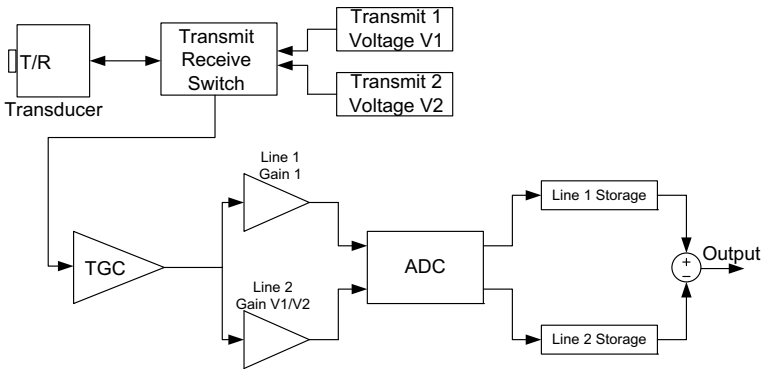 Transmit 1
Voltage V1
Transmit 2
Voltage V2
Transmit
Receive
Switch
T/R
Transducer
Line 1
Gain 1
Line 1 Storage
TGC
ADC
+
−
Output
Line 2
Gain V1/V2
Line 2 Storage